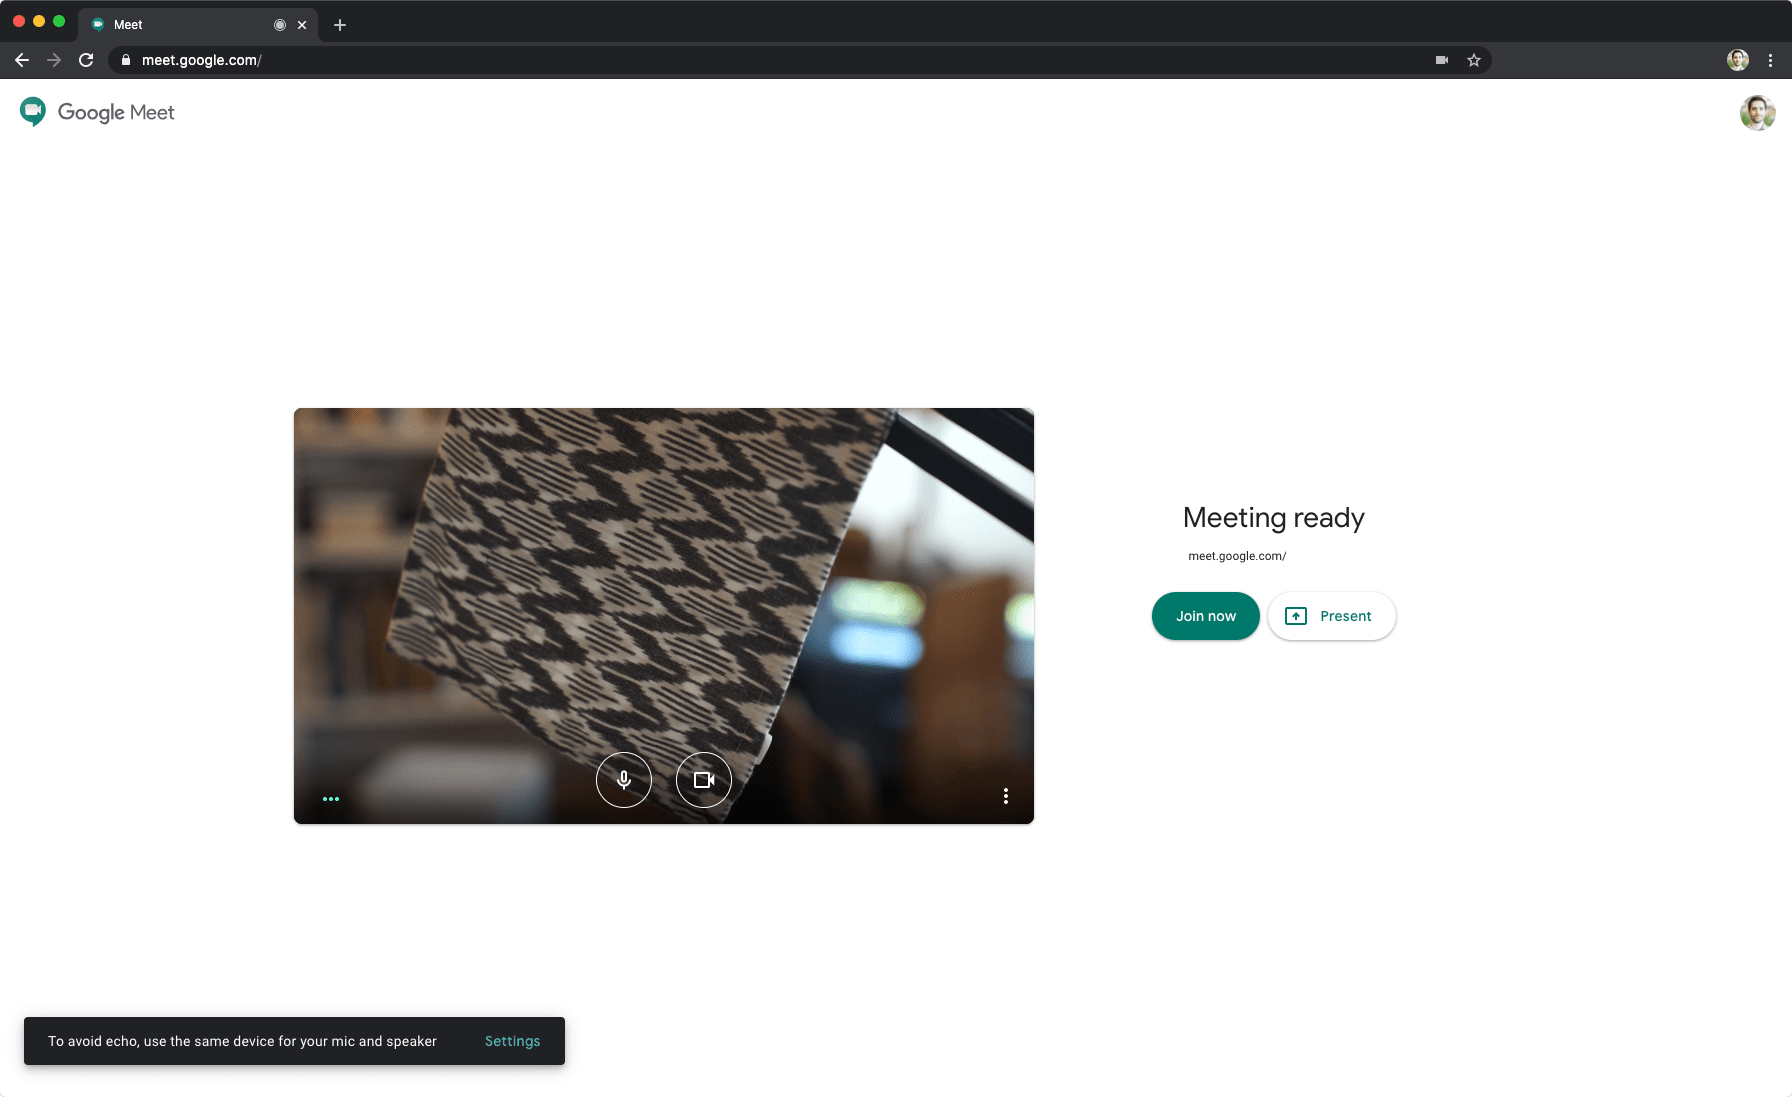 Meet
meet.google.com/
Google Meet
Meeting ready
meet.google.com/
Join now
Present
To avoid echo, use the same device for your mic and speaker
Settings